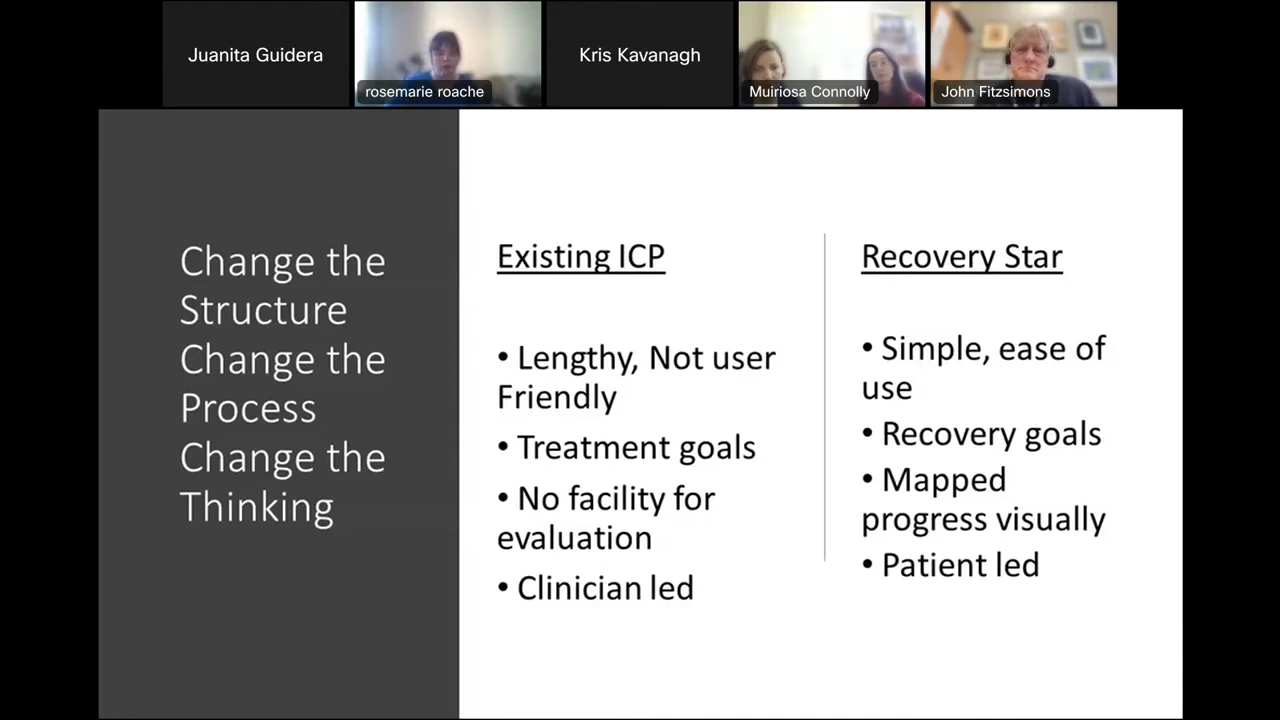 Juanita Guidera
rosemarie roache
Kris Kavanagh
Muiriosa Connolly
John Fitzsimons
Change the
Structure
Change the
Process
Change the
Thinking
Existing ICP
• Lengthy, Not user
Friendly
• Treatment goals
• No facility for
evaluation
• Clinician led
Recovery Star
• Simple, ease of
use
• Recovery goals
• Mapped
progress visually
• Patient led